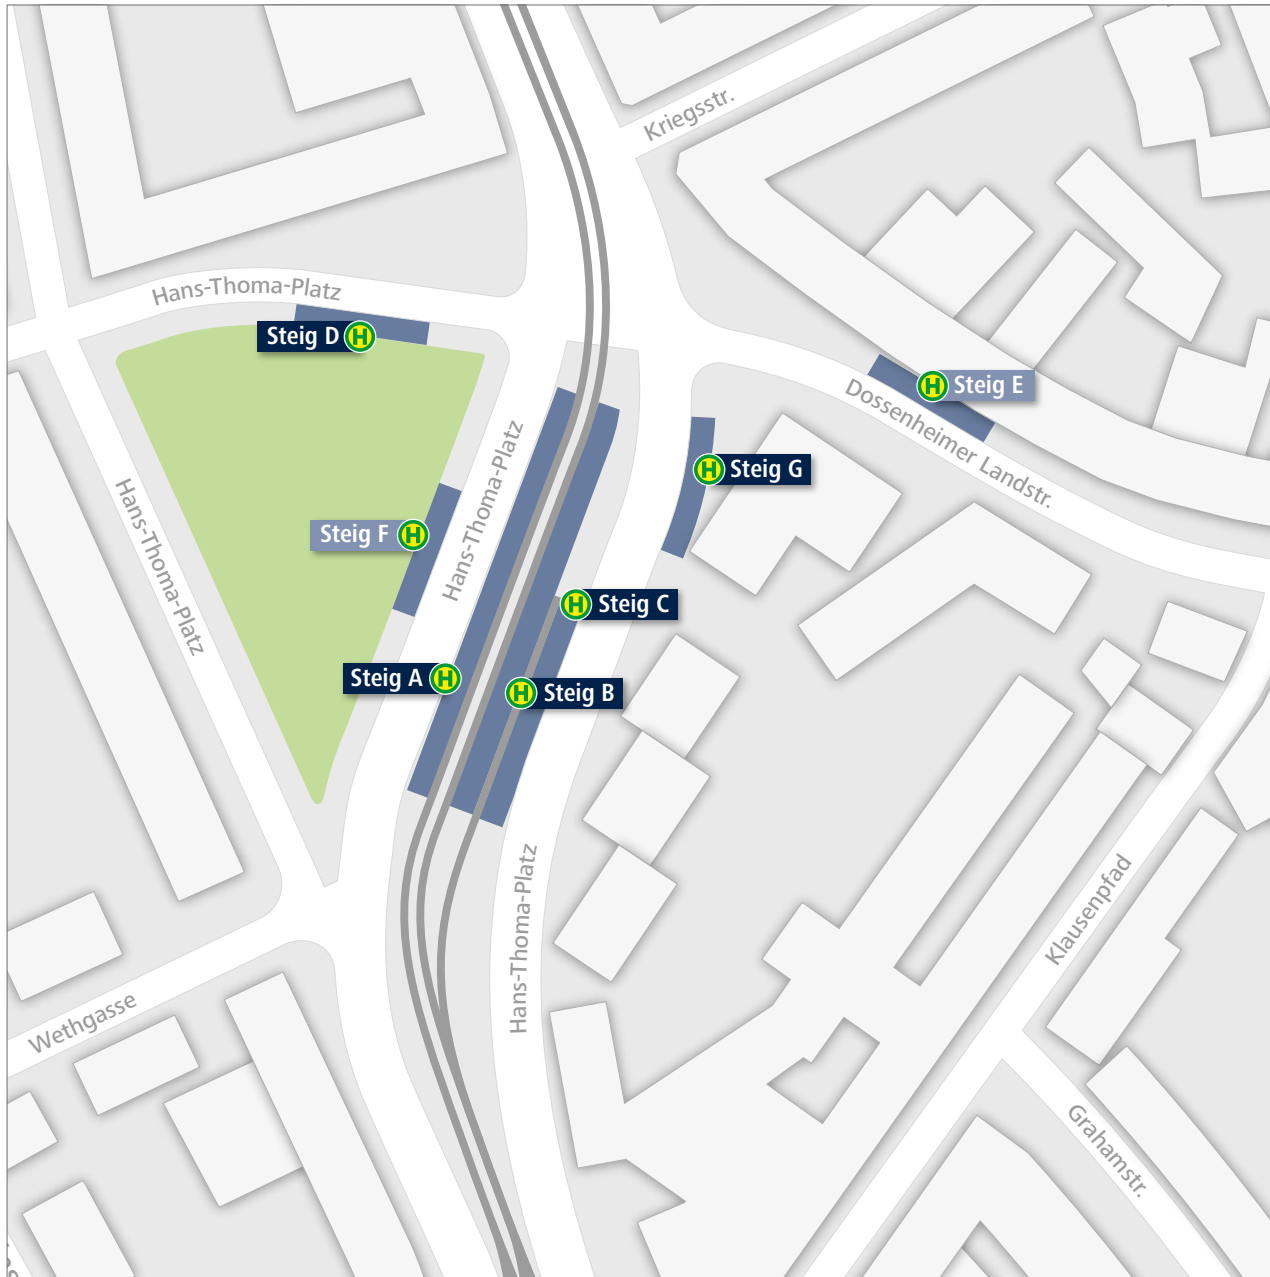 Kriegsstr.
Hans-Thoma-Platz
Steig D H
H Steig E
Dossenheimer Landstr.
Hans-Thoma-Platz
H Steig G
Hans-Thoma-Platz
Steig F H
H Steig C
Steig A H
H Steig B
Hans-Thoma-Platz
Klausenpfad
Wethgasse
Grahamstr.